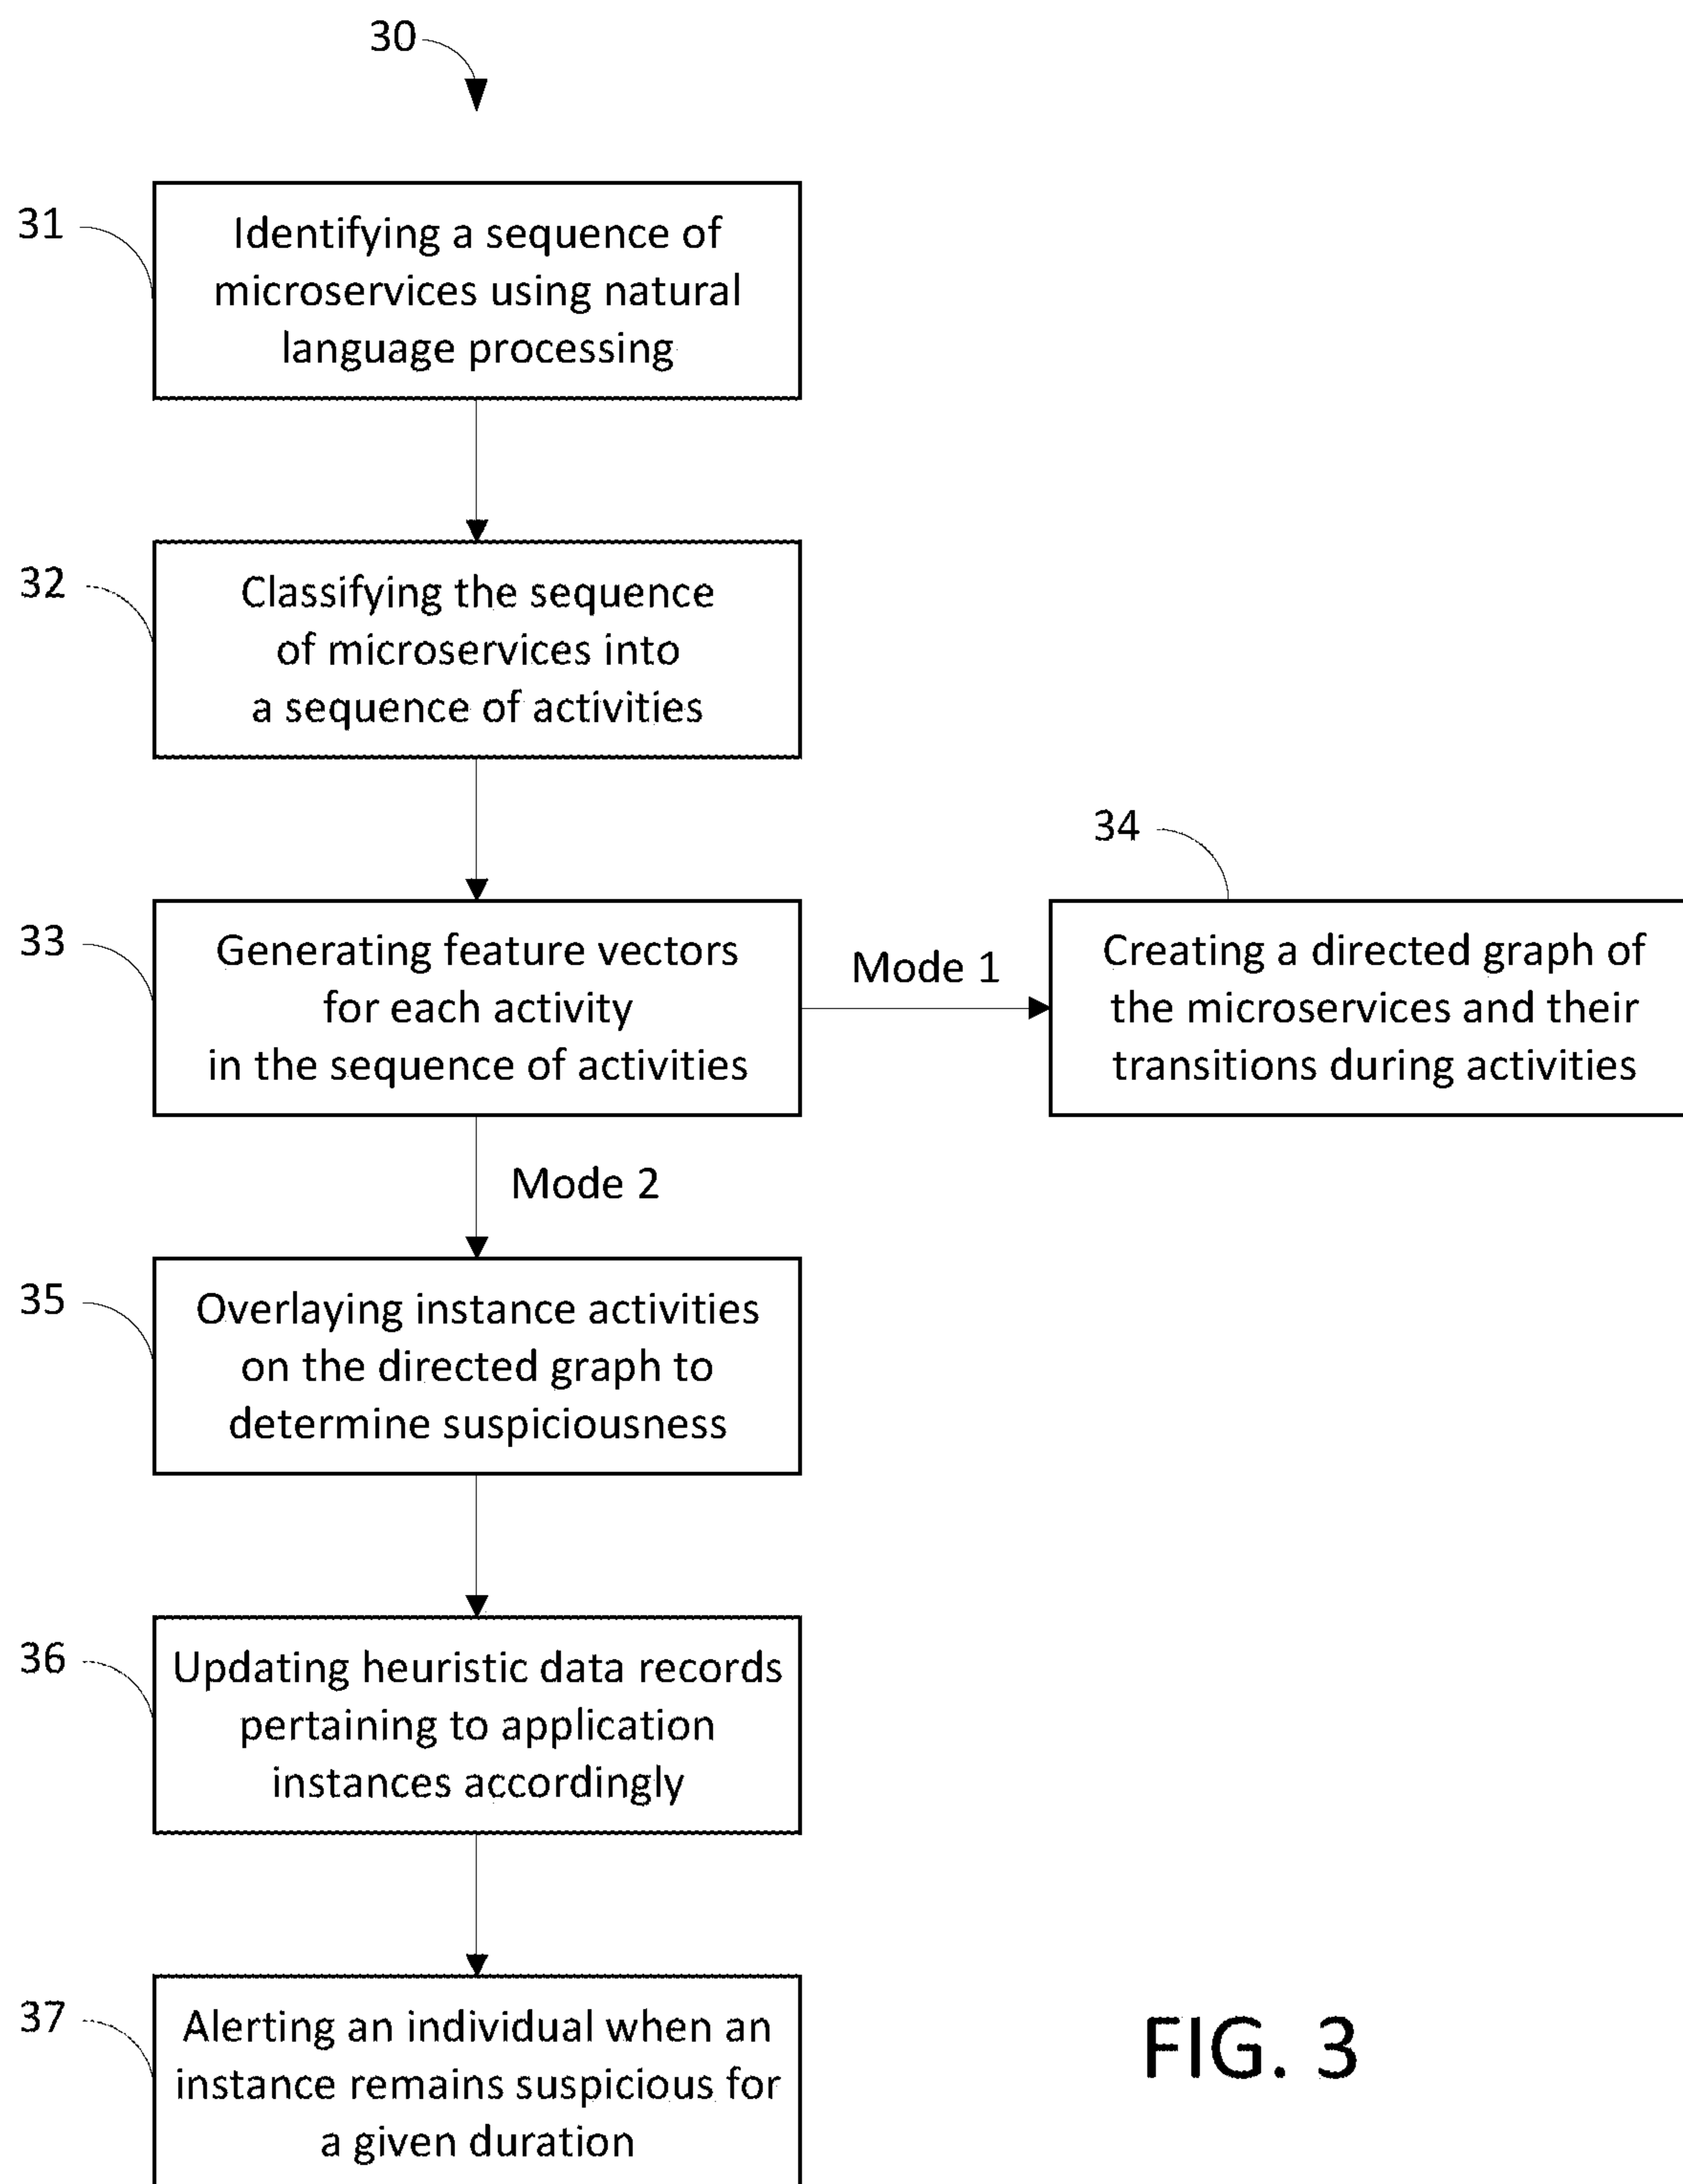 30
31
Identifying a sequence of
microservices using natural
language processing
32
Classifying the sequence
of microservices into
a sequence of activities
33
Generating feature vectors
for each activity
in the sequence of activities
Mode 1
34
Creating a directed graph of
the microservices and their
transitions during activities
Mode 2
35
Overlaying instance activities
on the directed graph to
determine suspiciousness
36
Updating heuristic data records
pertaining to application
instances accordingly
37
Alerting an individual when an
instance remains suspicious for
a given duration
FIG. 3